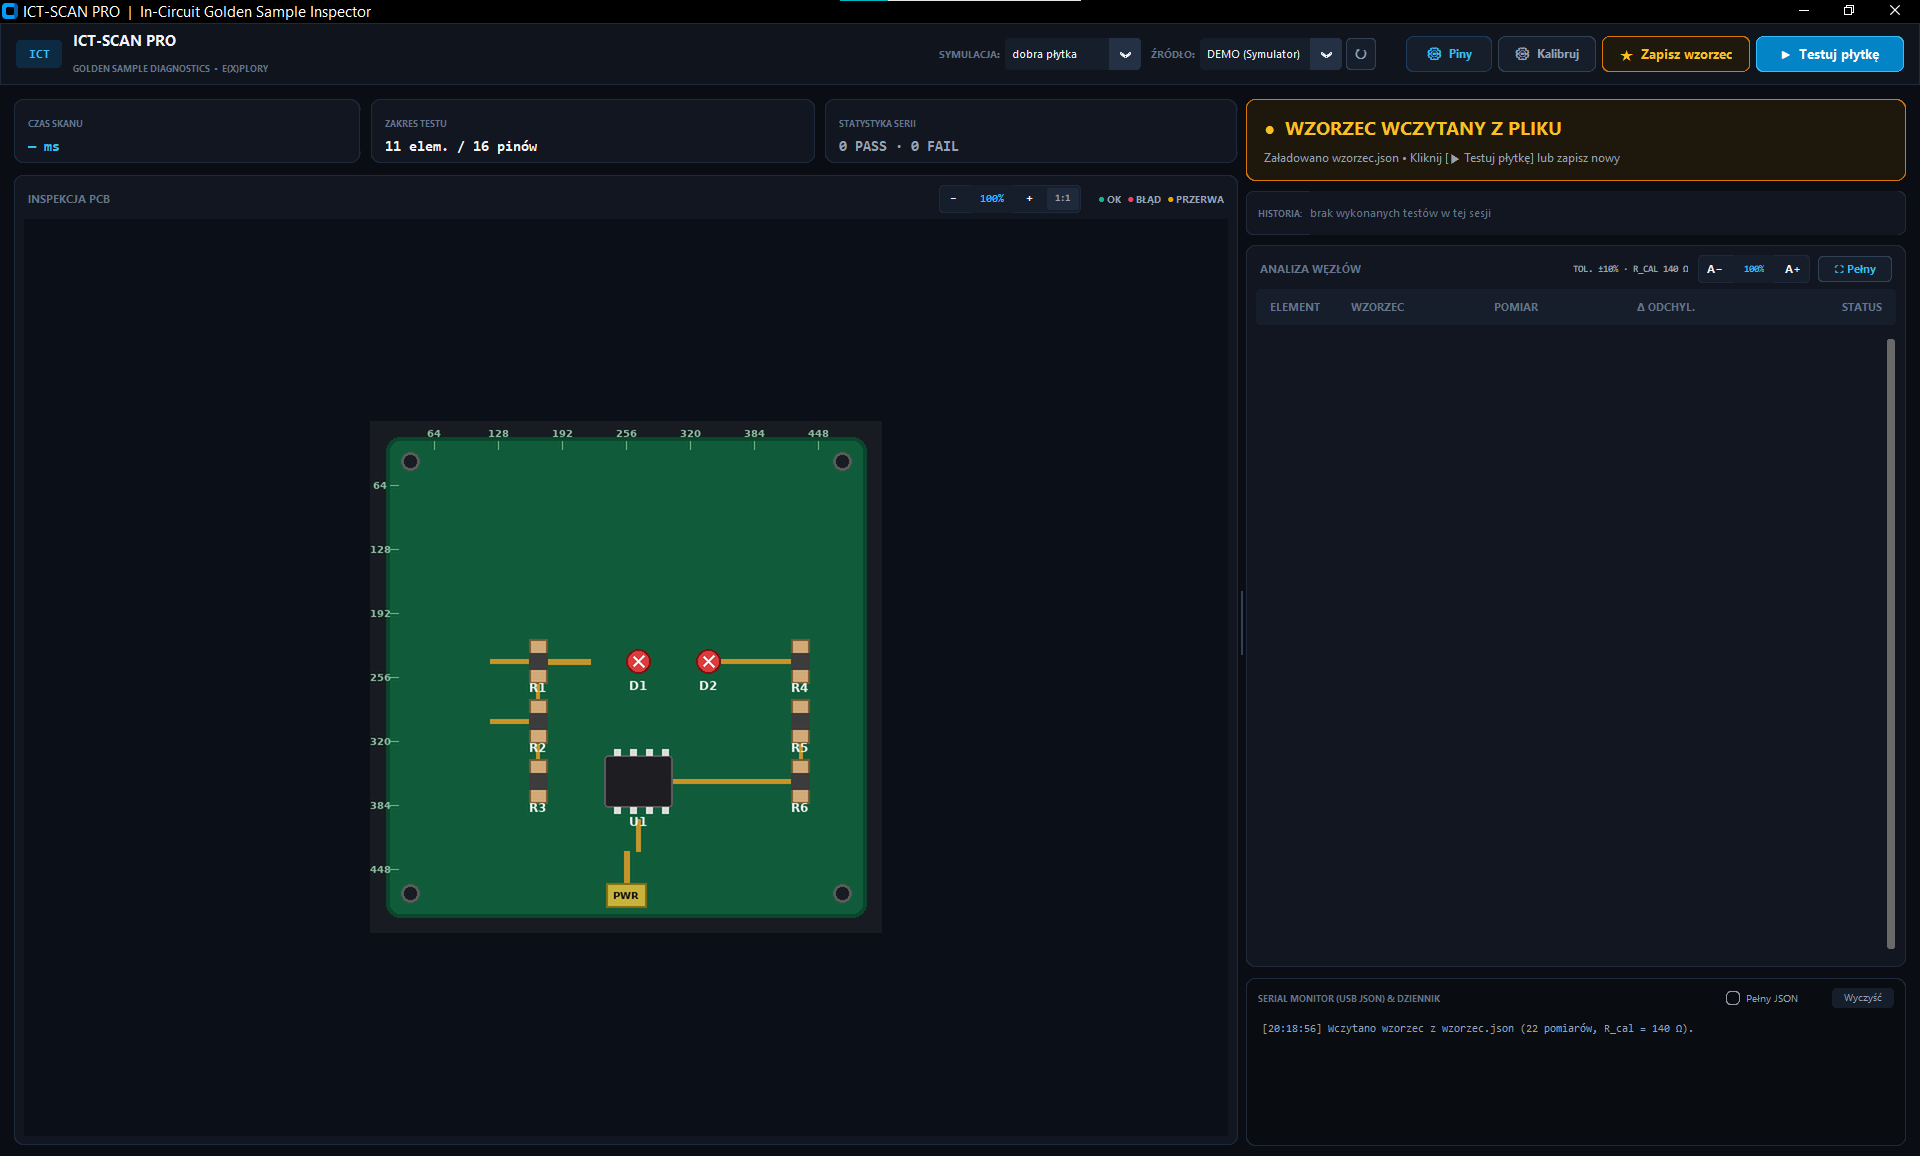 ICT-SCAN PRO | In-Circuit Golden Sample Inspector
ICT
ICT-SCAN PRO
GOLDEN SAMPLE DIAGNOSTICS • E(X)PLORY
SYMULACJA: dobra płytka
ŹRÓDŁO: DEMO (Symulator)
Piny
Kalibruj
★ Zapisz wzorzec
▶ Testuj płytkę
CZAS SKANU
— ms
ZAKRES TESTU
11 elem. / 16 pinów
STATYSTYKA SERII
0 PASS · 0 FAIL
● WZORZEC WCZYTANY Z PLIKU
Załadowano wzorzec.json • Kliknij [▶ Testuj płytkę] lub zapisz nowy
INSPEKCJA PCB
− 100% + 1:1
● OK ● BŁĄD ● PRZERWA
HISTORIA: brak wykonanych testów w tej sesji
ANALIZA WĘZŁÓW
TOL. ±10% · R_CAL 140 Ω
A− 100% A+
Pełny
ELEMENT WZORZEC POMIAR Δ ODCHYL. STATUS
64 128 192 256 320 384 448
64
128
192
256
R1 D1 D2 R4
320
R2 R5
384
R3 U1 R6
448
PWR
SERIAL MONITOR (USB JSON) & DZIENNIK
Pełny JSON
Wyczyść
[20:18:56] Wczytano wzorzec z wzorzec.json (22 pomiarów, R_cal = 140 Ω).